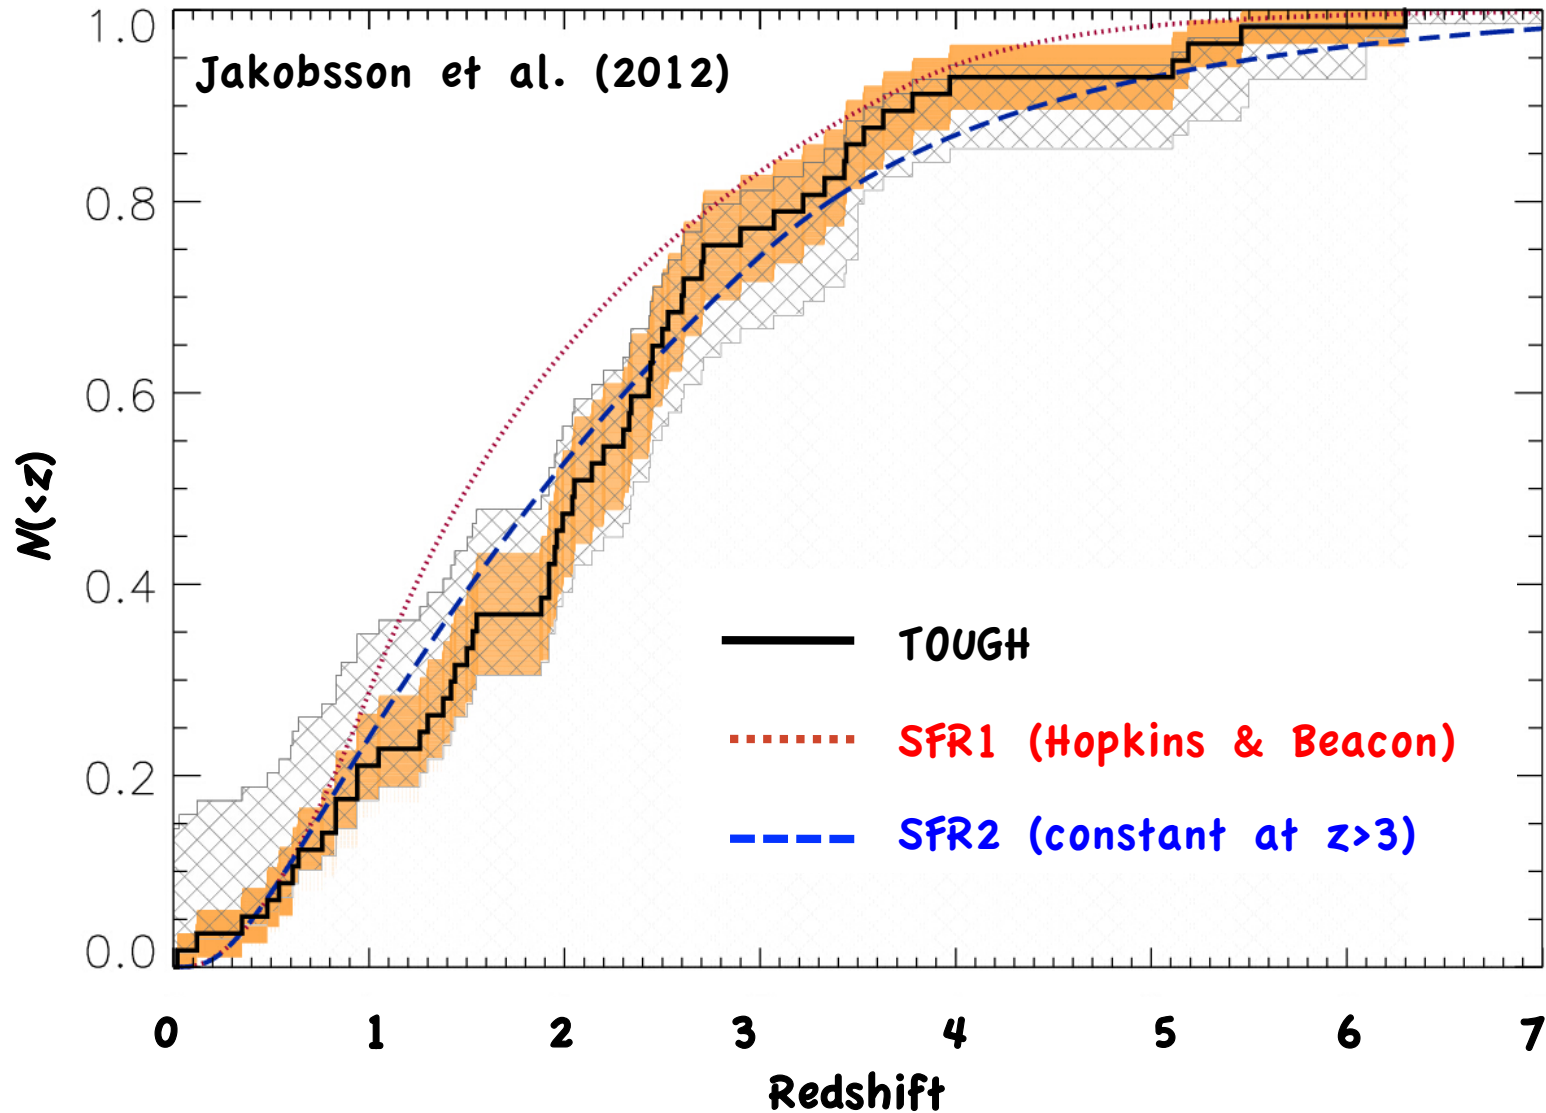 Jakobsson et al. (2012)
1.0
0.8
0.6
0.4
0.2
0.0
N(<z)
TOUGH
SFR1 (Hopkins & Beacon)
SFR2 (constant at z>3)
0 1 2 3 4 5 6 7
Redshift